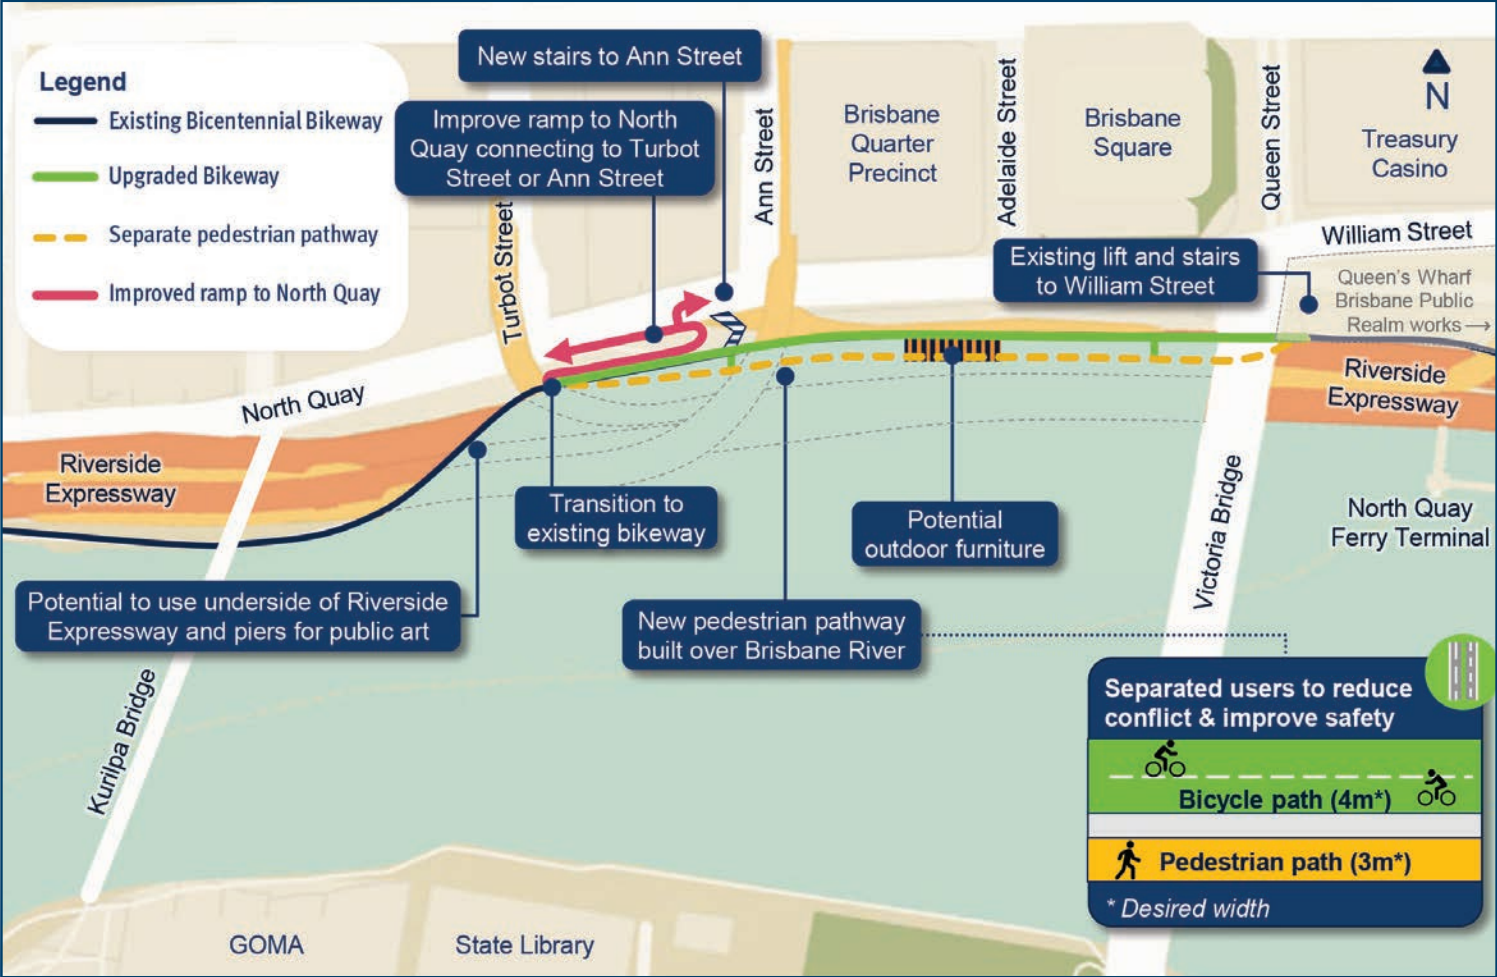 Legend
Existing Bicentennial Bikeway
Upgraded Bikeway
Separate pedestrian pathway
Improved ramp to North Quay
New stairs to Ann Street
Improve ramp to North
Quay connecting to Turbot
Street or Ann Street
Turbot Street
Ann Street
Brisbane
Quarter
Precinct
Adelaide Street
Brisbane
Square
Queen Street
N
Treasury
Casino
William Street
Existing lift and stairs
to William Street
Queen's Wharf
Brisbane Public
Realm works →
Riverside
Expressway
North Quay
Riverside
Expressway
Transition to
existing bikeway
Potential
outdoor furniture
Victoria Bridge
North Quay
Ferry Terminal
Potential to use underside of Riverside
Expressway and piers for public art
New pedestrian pathway
built over Brisbane River
Kurilpa Bridge
Separated users to reduce
conflict & improve safety
Bicycle path (4m*)
Pedestrian path (3m*)
* Desired width
GOMA
State Library